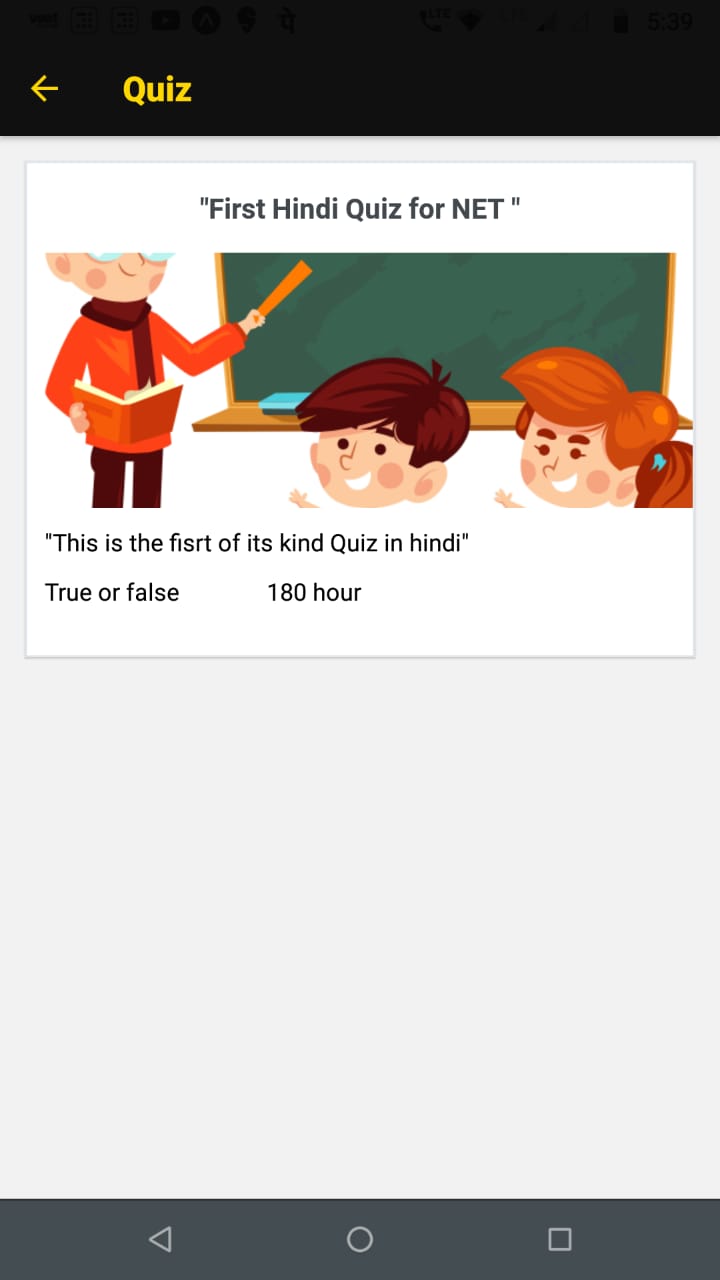 5:39
Quiz
"First Hindi Quiz for NET "
"This is the fisrt of its kind Quiz in hindi"
True or false 180 hour